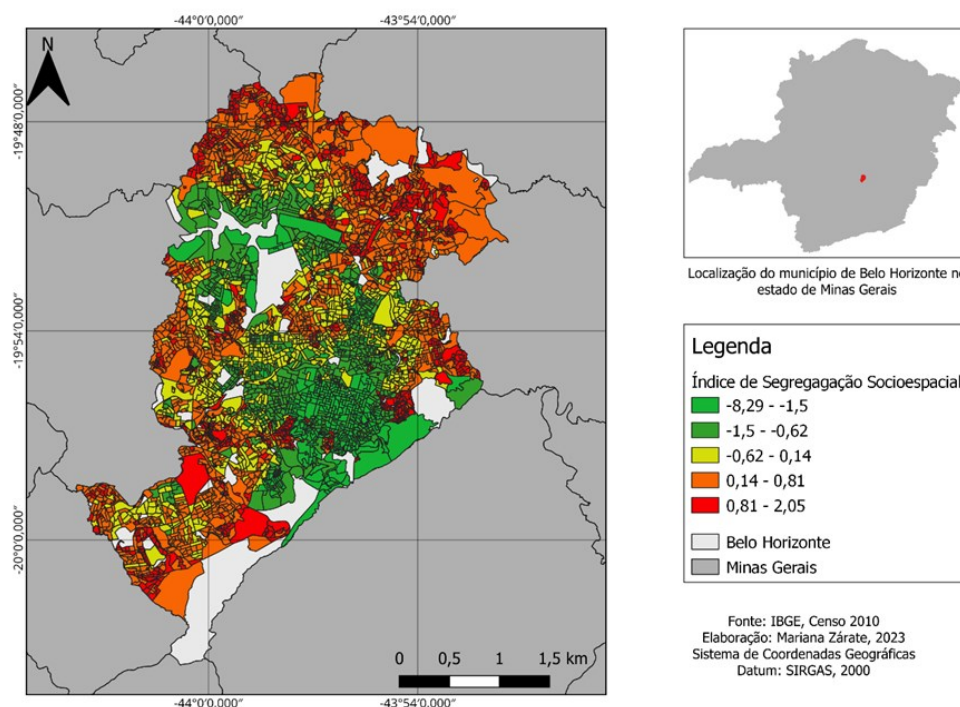 -44°0'0,000″
-43°54'0,000″
N
-19°48'0,000″
-19°54'0,000″
-20°0'0,000″
0 0,5 1 1,5 km
-44°0'0,000″
-43°54'0,000″
Localização do município de Belo Horizonte no
estado de Minas Gerais
Legenda
Índice de Segregagação Socioespacial
-8,29 - -1,5
-1,5 - -0,62
-0,62 - 0,14
0,14 - 0,81
0,81 - 2,05
Belo Horizonte
Minas Gerais
Fonte: IBGE, Censo 2010
Elaboração: Mariana Zárate, 2023
Sistema de Coordenadas Geográficas
Datum: SIRGAS, 2000